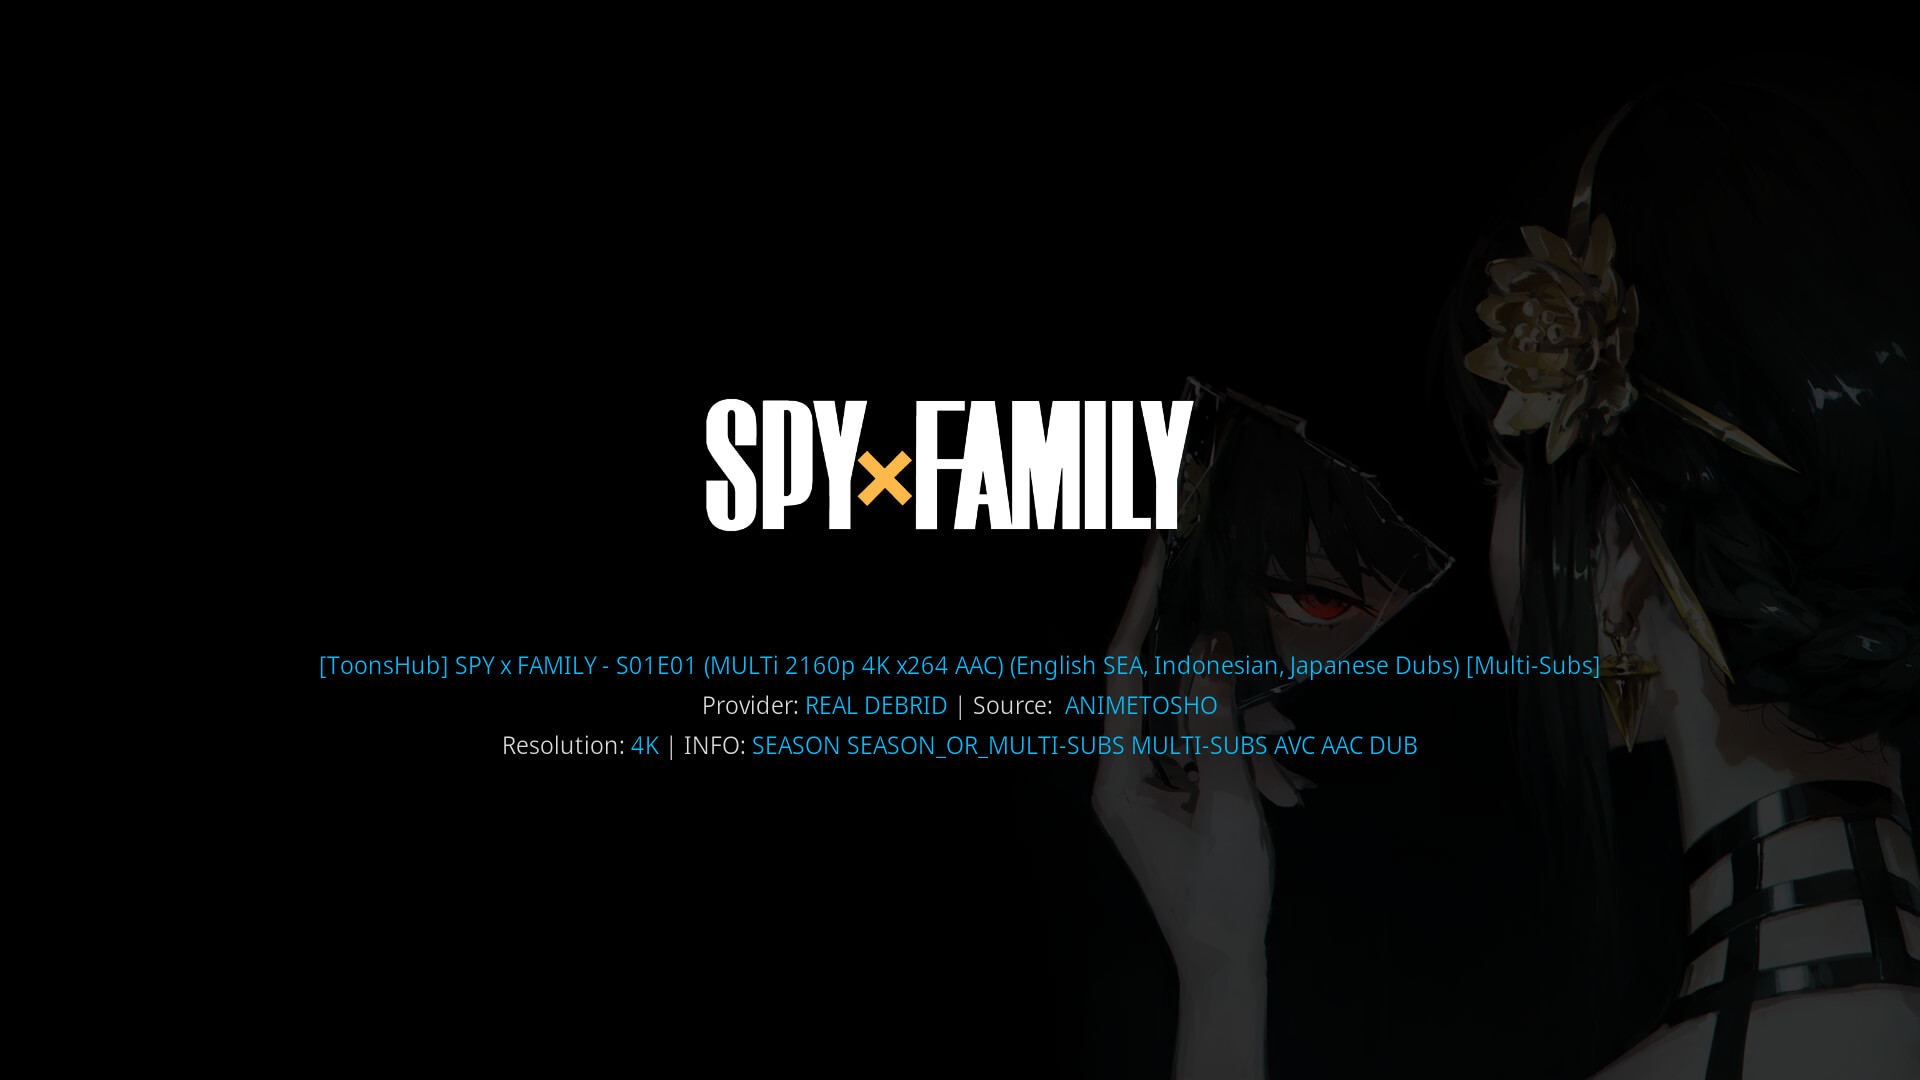 SPY×FAMILY
[ToonsHub] SPY x FAMILY - S01E01 (MULTi 2160p 4K x264 AAC) (English SEA, Indonesian, Japanese Dubs) [Multi-Subs]
Provider: REAL DEBRID | Source: ANIMETOSHO
Resolution: 4K | INFO: SEASON SEASON_OR_MULTI-SUBS MULTI-SUBS AVC AAC DUB